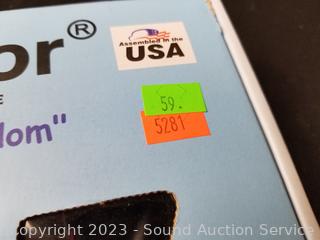 or®
Assembled in the
USA
E
dom"
59.
5281
Copyright 2023 - Sound Auction Service